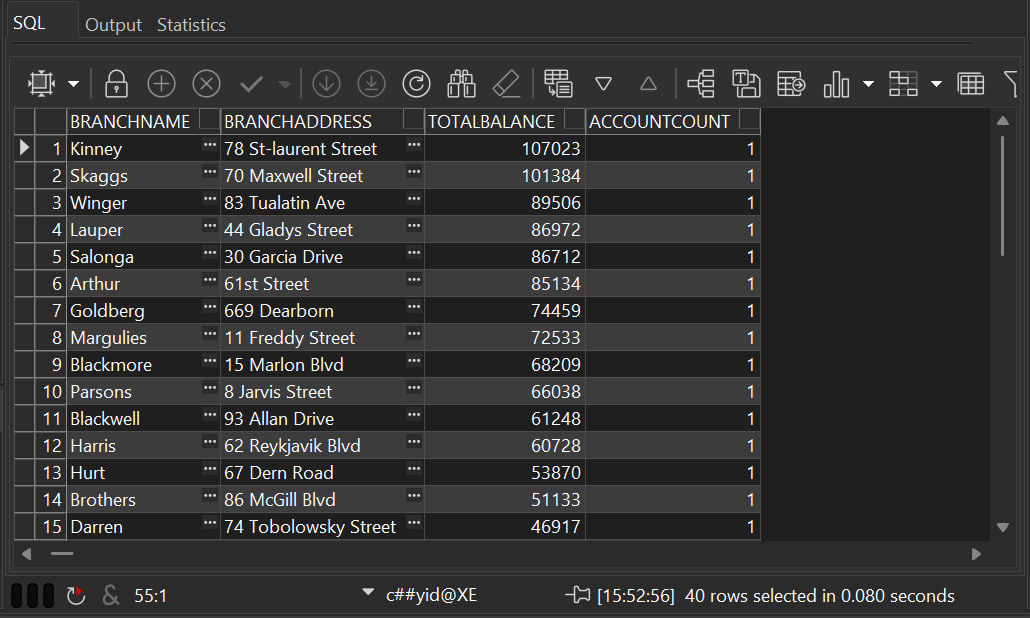 SQL Output Statistics
BRANCHNAME BRANCHADDRESS TOTALBALANCE ACCOUNTCOUNT
1 Kinney ··· 78 St-laurent Street ··· 107023 1
2 Skaggs ··· 70 Maxwell Street ··· 101384 1
3 Winger ··· 83 Tualatin Ave ··· 89506 1
4 Lauper ··· 44 Gladys Street ··· 86972 1
5 Salonga ··· 30 Garcia Drive ··· 86712 1
6 Arthur ··· 61st Street ··· 85134 1
7 Goldberg ··· 669 Dearborn ··· 74459 1
8 Margulies ··· 11 Freddy Street ··· 72533 1
9 Blackmore ··· 15 Marlon Blvd ··· 68209 1
10 Parsons ··· 8 Jarvis Street ··· 66038 1
11 Blackwell ··· 93 Allan Drive ··· 61248 1
12 Harris ··· 62 Reykjavik Blvd ··· 60728 1
13 Hurt ··· 67 Dern Road ··· 53870 1
14 Brothers ··· 86 McGill Blvd ··· 51133 1
15 Darren ··· 74 Tobolowsky Street ··· 46917 1
& 55:1 c##yid@XE [15:52:56] 40 rows selected in 0.080 seconds